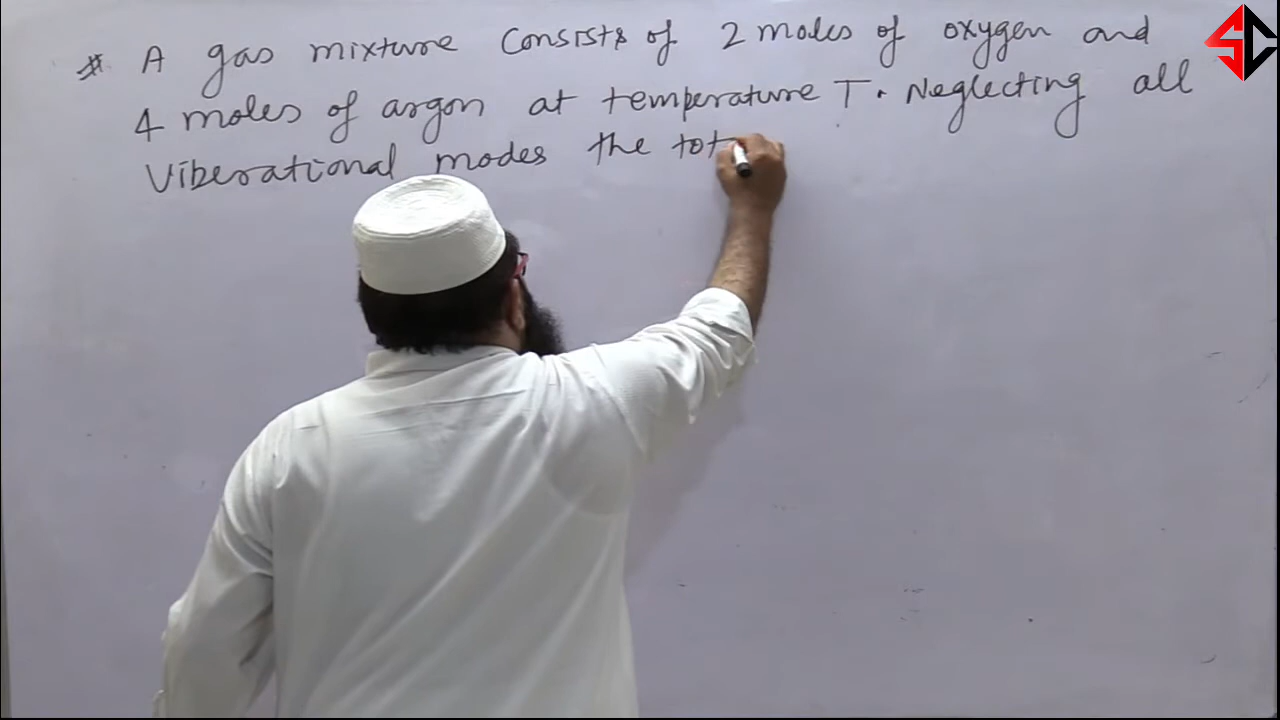 # A gas mixture consists of 2 moles of oxygen and
4 moles of argon at temperature T. Neglecting all
Viberational modes the tot
SC